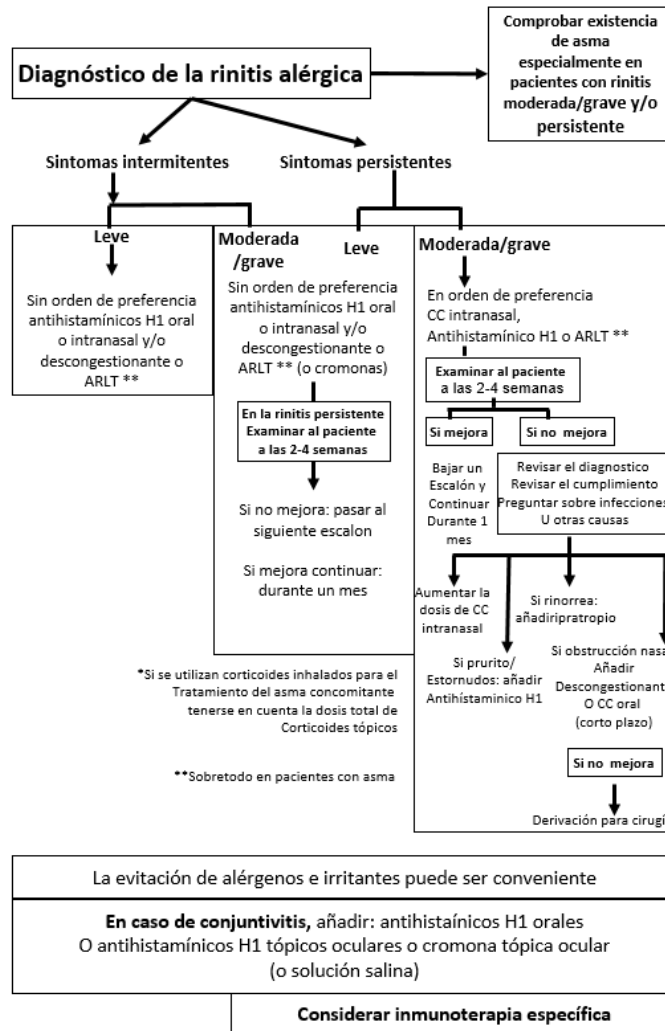 Diagnóstico de la rinitis alérgica
Comprobar existencia
de asma
especialmente en
pacientes con rinitis
moderada/grave y/o
persistente
Sintomas intermitentes
Sintomas persistentes
Leve
Sin orden de preferencia
antihistamínicos H1 oral
o intranasal y/o
descongestionante o
ARLT **
Moderada
/grave
Leve
Sin orden de preferencia
antihistamínicos H1 oral
o intranasal y/o
descongestionante o
ARLT ** (o cromonas)
En la rinitis persistente
Examinar al paciente
a las 2-4 semanas
Si no mejora: pasar al
siguiente escalon
Si mejora continuar:
durante un mes
Moderada/grave
En orden de preferencia
CC intranasal,
Antihistamínico H1 o ARLT **
Examinar al paciente
a las 2-4 semanas
Si mejora
Si no mejora
Bajar un
Escalón y
Continuar
Durante 1
mes
Revisar el diagnostico
Revisar el cumplimiento
Preguntar sobre infecciones
U otras causas
Aumentar la
dosis de CC
intranasal
Si prurito/
Estornudos: añadir
Antihístaminico H1
Si rinorrea:
añadiripratropio
Si obstrucción nasa
Añadir
Descongestionant
O CC oral
(corto plazo)
Si no mejora
Derivación para cirugí
*Si se utilizan corticoides inhalados para el
Tratamiento del asma concomitante
tenerse en cuenta la dosis total de
Corticoides tópicos
**Sobretodo en pacientes con asma
La evitación de alérgenos e irritantes puede ser conveniente
En caso de conjuntivitis, añadir: antihistaínicos H1 orales
O antihistamínicos H1 tópicos oculares o cromona tópica ocular
(o solución salina)
Considerar inmunoterapia específica